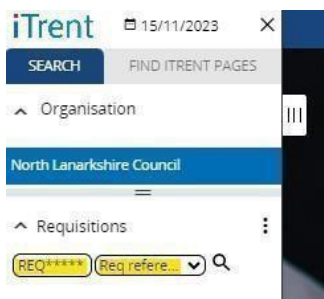 iTrent 15/11/2023
SEARCH FIND ITRENT PAGES
Organisation
North Lanarkshire Council
Requisitions
REQ***** Req refere...